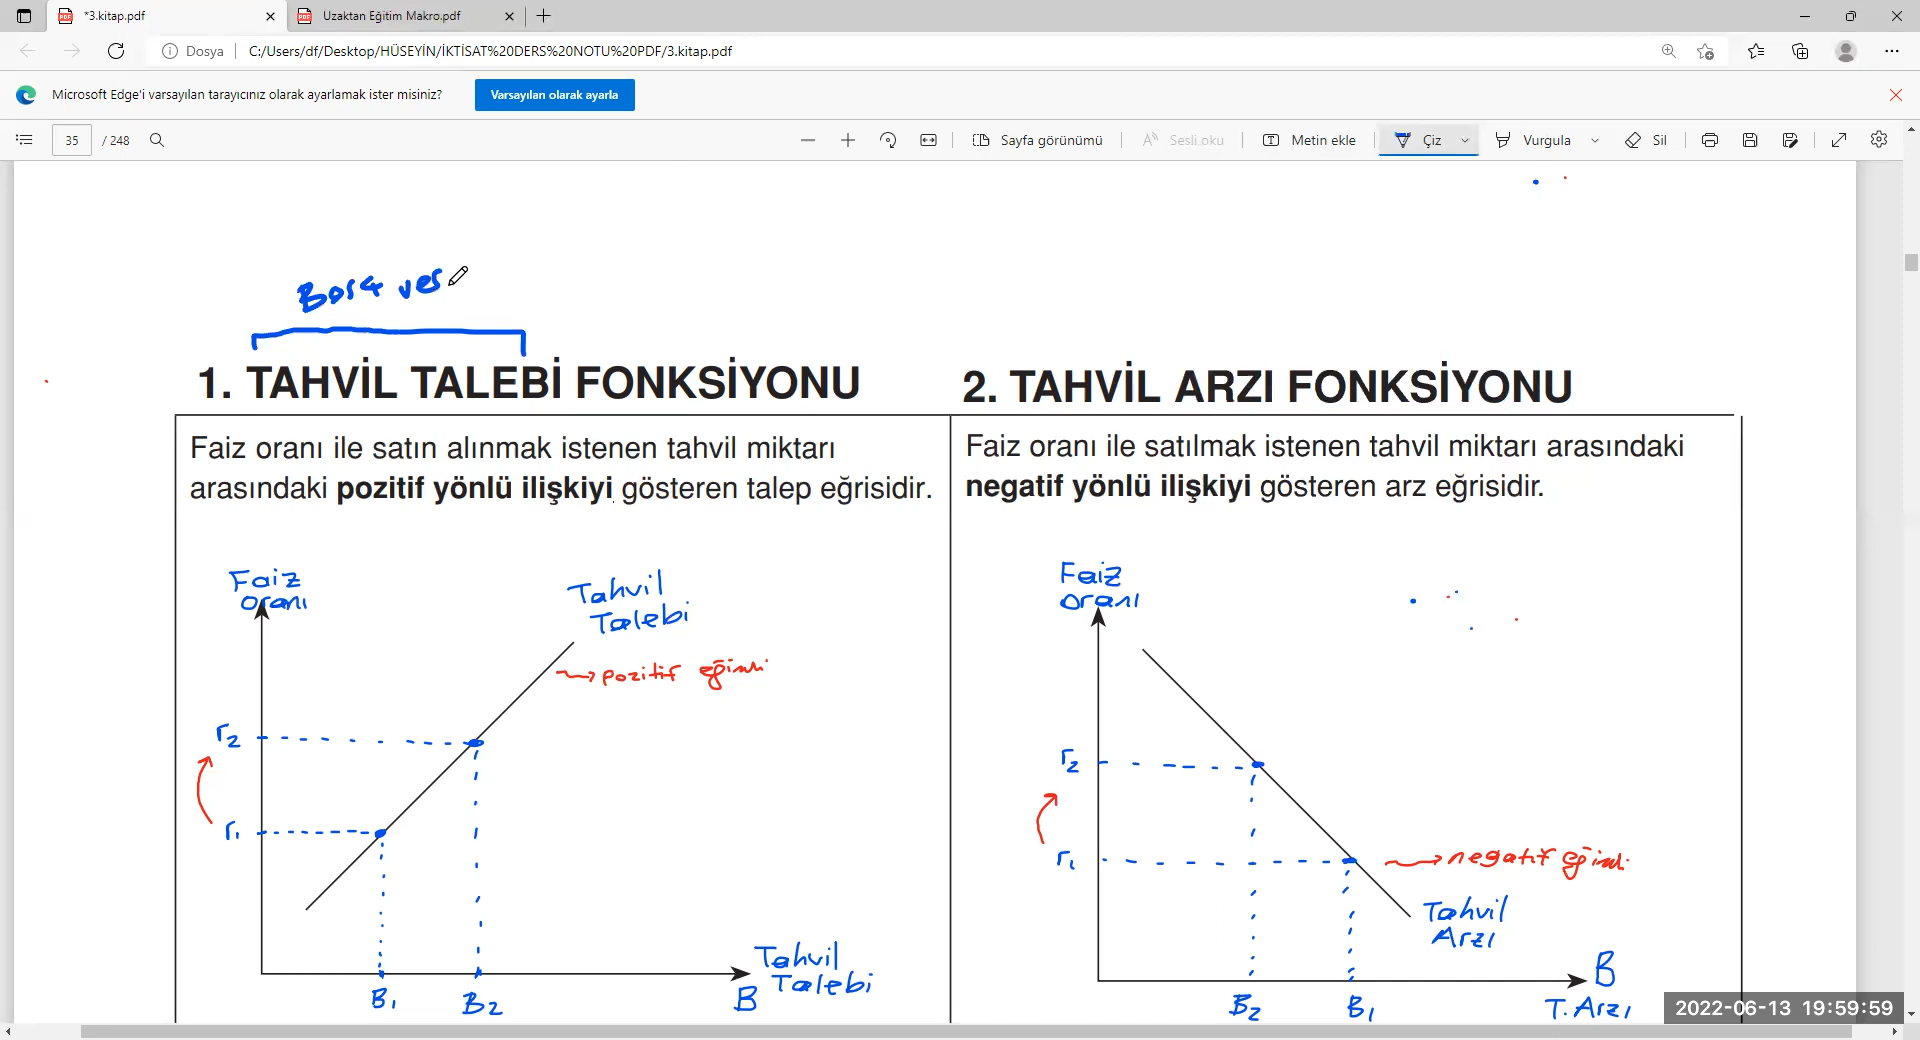 *3.kitap.pdf
Uzaktan Eğitim Makro.pdf
Dosya
C:/Users/df/Desktop/HÜSEYİN/İKTİSAT%20DERS%20NOTU%20PDF/3.kitap.pdf
Microsoft Edge'i varsayılan tarayıcınız olarak ayarlamak ister misiniz?
Varsayılan olarak ayarla
35 / 248
Sayfa görünümü
Sesli oku
Metin ekle
Çiz
Vurgula
Sil
Borç ver
1. TAHVİL TALEBİ FONKSİYONU
Faiz oranı ile satın alınmak istenen tahvil miktarı
arasındaki pozitif yönlü ilişkiyi gösteren talep eğrisidir.
Faiz
oranı
Tahvil
Talebi
pozitif eğimli
r2
r1
B1
B2
B
Tahvil
Talebi
2. TAHVİL ARZI FONKSİYONU
Faiz oranı ile satılmak istenen tahvil miktarı arasındaki
negatif yönlü ilişkiyi gösteren arz eğrisidir.
Faiz
oranı
r2
r1
negatif eğimli
Tahvil
Arzı
B2
B1
B
T. Arzı
2022-06-13 19:59:59